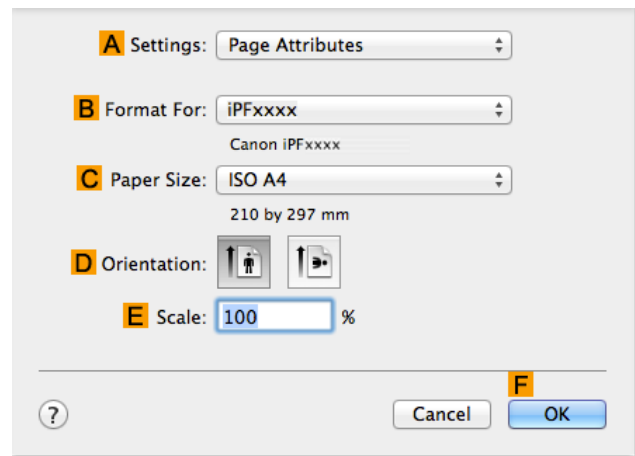 A Settings: Page Attributes
B Format For: iPFxxxx
Canon iPFxxxx
C Paper Size: ISO A4
210 by 297 mm
D Orientation:
E Scale: 100 %
F
? Cancel OK